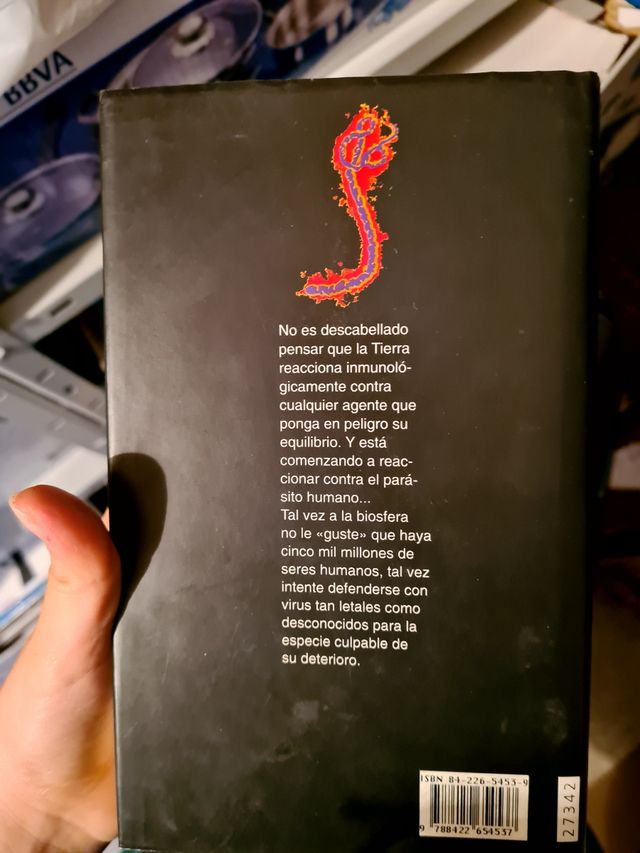 BBVA
No es descabellado
pensar que la Tierra
reacciona inmunoló-
gicamente contra
cualquier agente que
ponga en peligro su
equilibrio. Y está
comenzando a reac-
cionar contra el pará-
sito humano...
Tal vez a la biosfera
no le «guste» que haya
cinco mil millones de
seres humanos, tal vez
intente defenderse con
virus tan letales como
desconocidos para la
especie culpable de
su deterioro.
ISBN 84-226-5453-9
9 788422 654537
27342